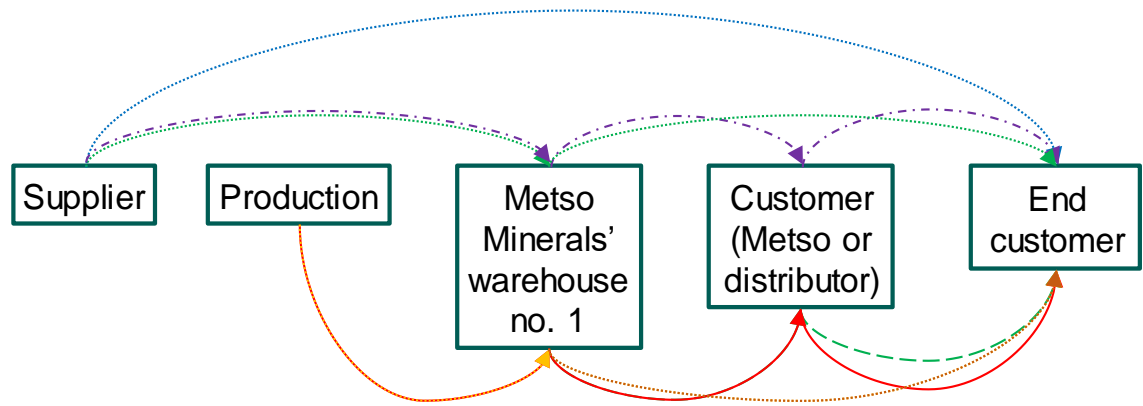 Supplier
Production
Metso
Minerals’
warehouse
no. 1
Customer
(Metso or
distributor)
End
customer